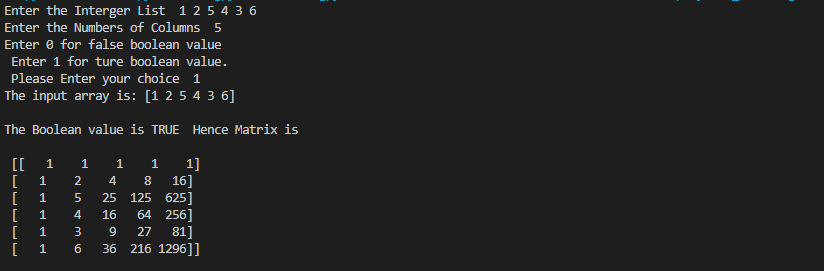 Enter the Interger List  1 2 5 4 3 6
Enter the Numbers of Columns  5
Enter 0 for false boolean value
 Enter 1 for ture boolean value.
 Please Enter your choice  1
The input array is: [1 2 5 4 3 6]
The Boolean value is TRUE  Hence Matrix is
 [[   1    1    1    1    1]
 [   1    2    4    8   16]
 [   1    5   25  125  625]
 [   1    4   16   64  256]
 [   1    3    9   27   81]
 [   1    6   36  216 1296]]